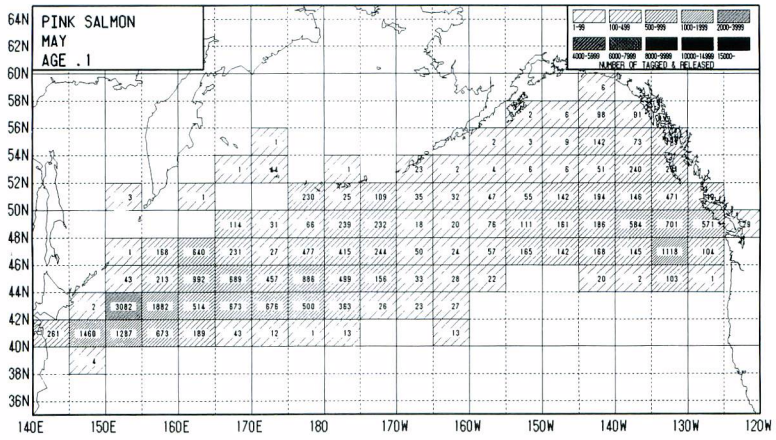 64N
62N
60N
58N
56N
54N
52N
50N
48N
46N
44N
42N
40N
38N
36N
PINK SALMON
MAY
AGE .1
1-99 100-499 500-999 1000-1999 2000-3999
4000-5999 6000-7999 8000-9999 10000-14999 15000-
NUMBER OF TAGGED & RELEASED
6
2 6 98 81
1 2 3 9 142 73
1 1 23 2 4 6 6 51 240
3 1 230 25 109 35 32 47 55 142 194 146 471
114 31 66 239 232 18 20 76 111 161 186 584 701 571
1 168 640 231 27 477 415 244 50 24 57 165 142 168 145 1118 104
43 213 992 689 457 886 499 156 33 28 22 20 2 103 1
2 3082 1882 514 673 676 500 363 26 23 27
261 1460 1287 673 189 43 12 1 13 13
4
140E 150E 160E 170E 180 170W 160W 150W 140W 130W 120W